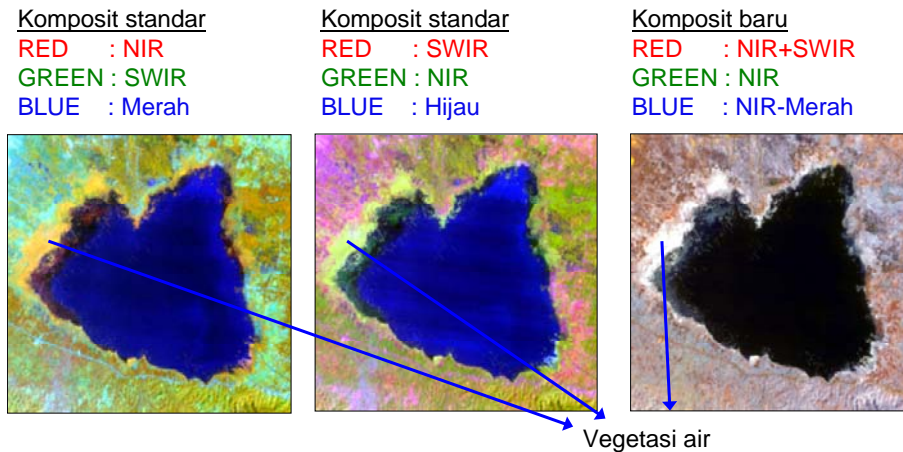 Komposit standar
RED : NIR
GREEN : SWIR
BLUE : Merah
Komposit standar
RED : SWIR
GREEN : NIR
BLUE : Hijau
Komposit baru
RED : NIR+SWIR
GREEN : NIR
BLUE : NIR-Merah
Vegetasi air